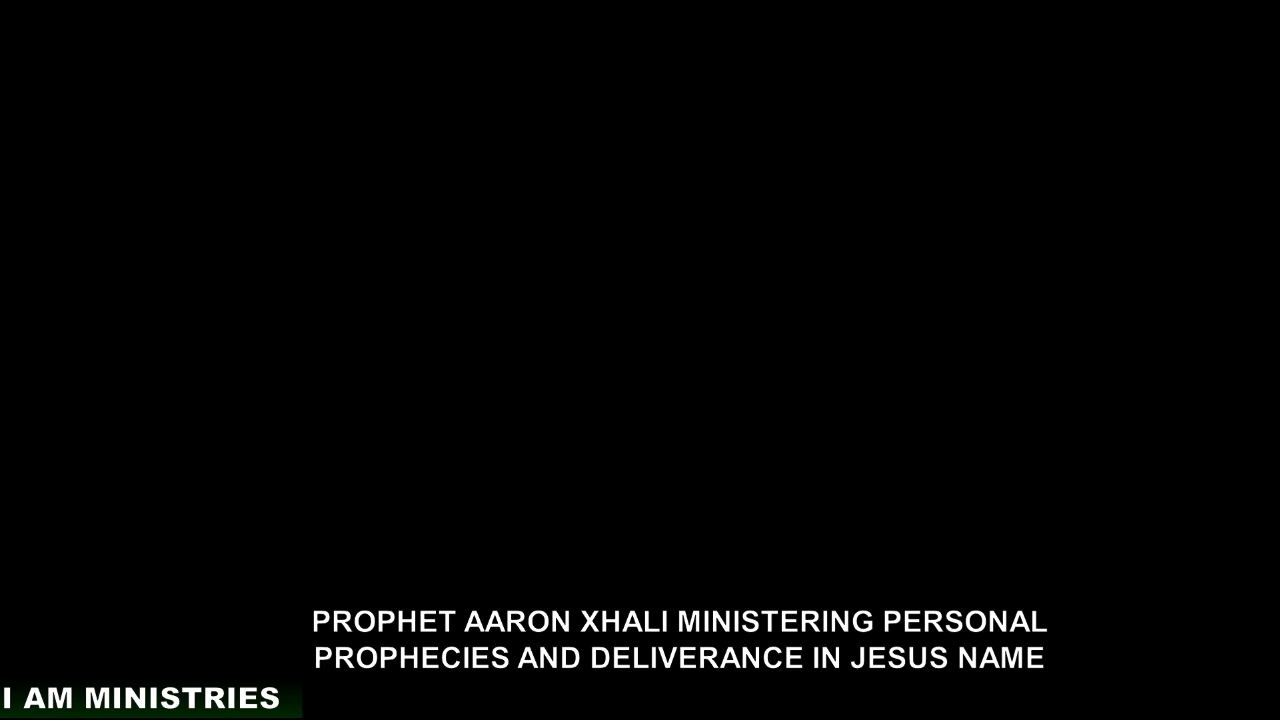 PROPHET AARON XHALI MINISTERING PERSONAL
PROPHECIES AND DELIVERANCE IN JESUS NAME
I AM MINISTRIES